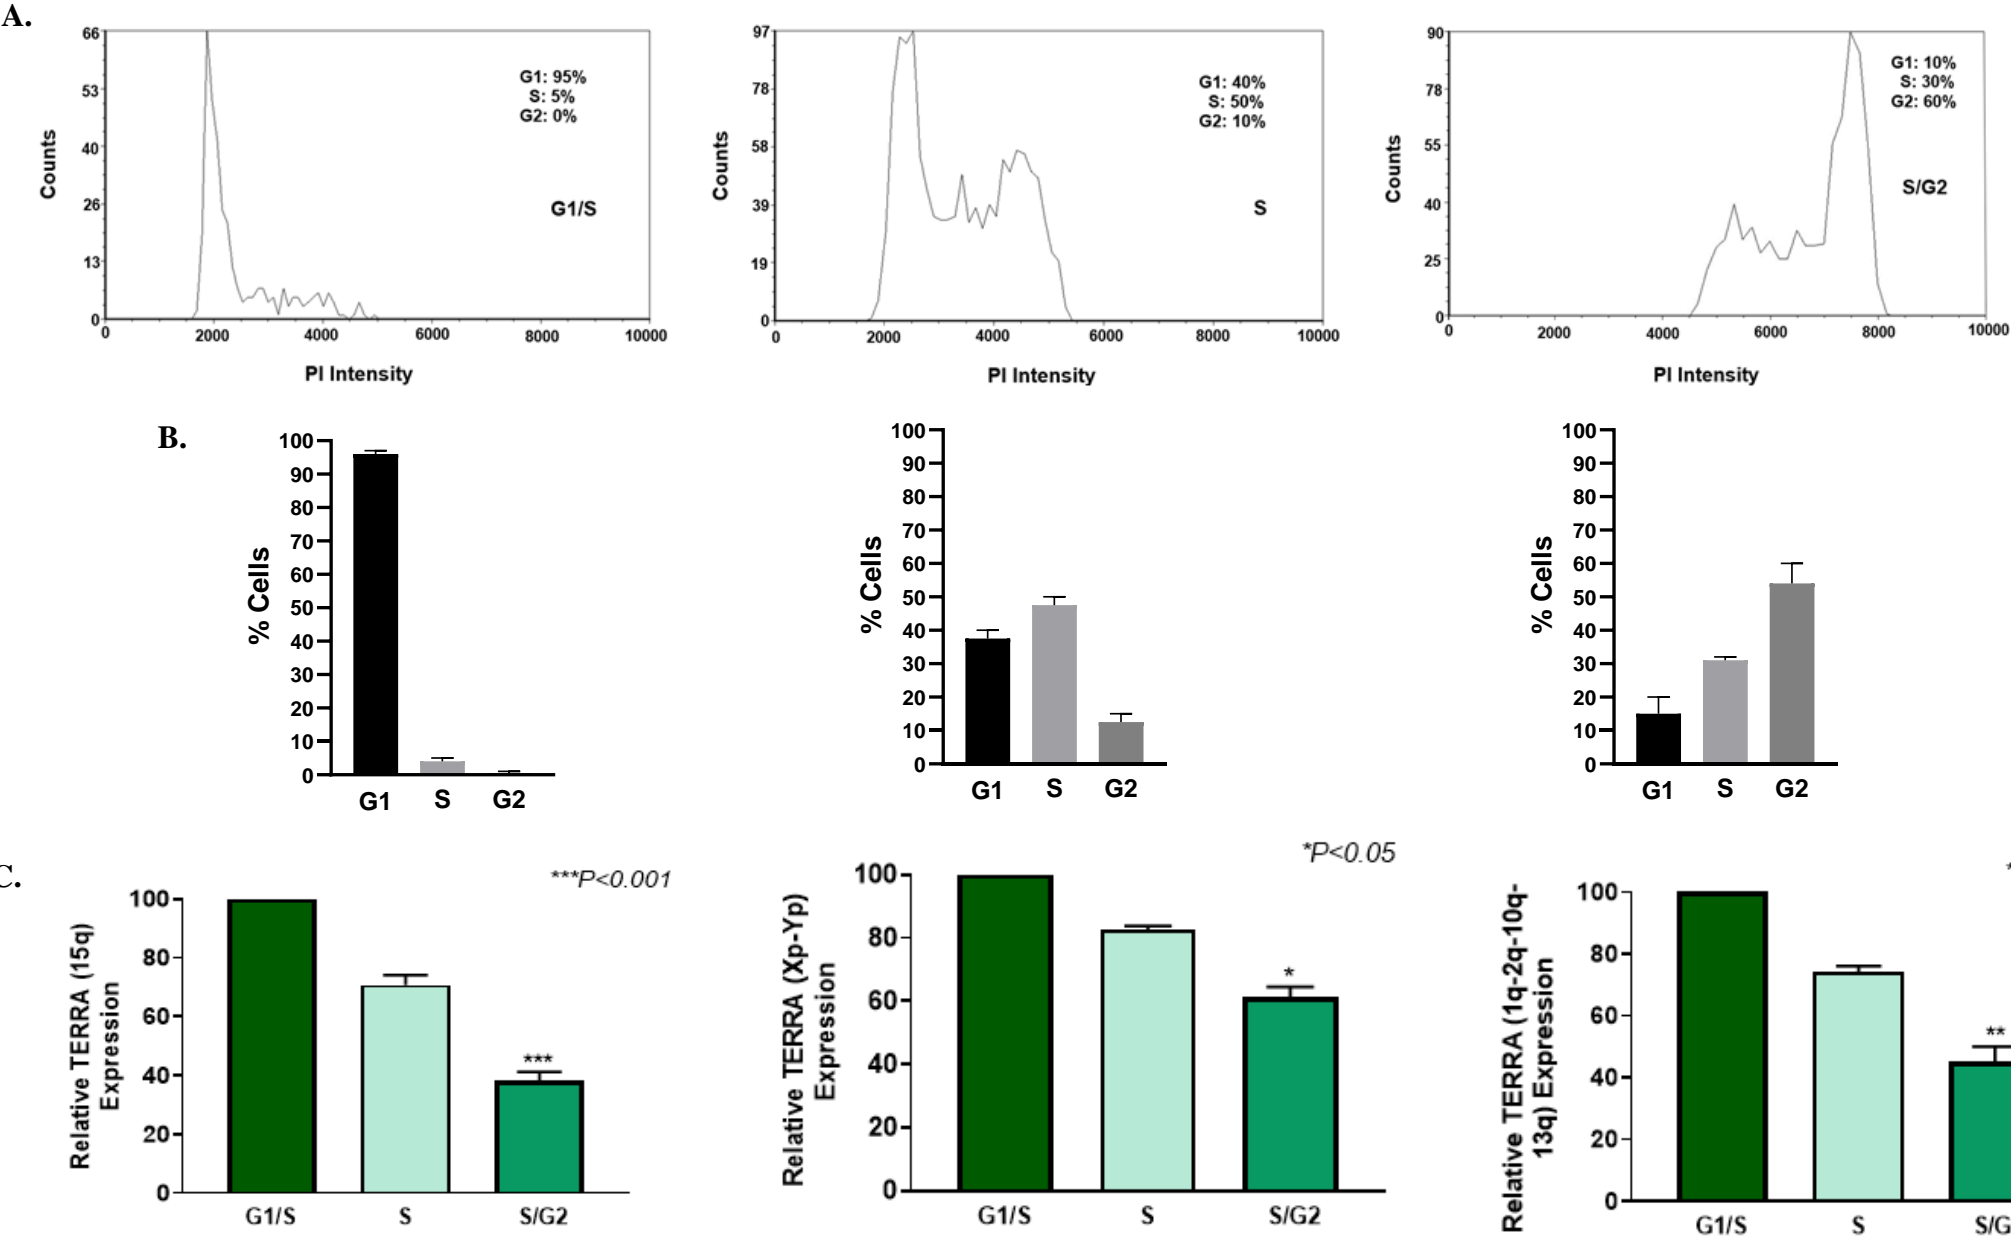 A.
66
53
40
26
13
0
Counts
G1: 95%
S: 5%
G2: 0%
G1/S
0 2000 4000 6000 8000 10000
PI Intensity
97
78
58
39
19
0
Counts
G1: 40%
S: 50%
G2: 10%
S
0 2000 4000 6000 8000 10000
PI Intensity
90
78
55
40
25
0
Counts
G1: 10%
S: 30%
G2: 60%
S/G2
0 2000 4000 6000 8000 10000
PI Intensity
B.
100
90
80
70
60
50
40
30
20
10
0
% Cells
G1 S G2
100
90
80
70
60
50
40
30
20
10
0
% Cells
G1 S G2
100
90
80
70
60
50
40
30
20
10
0
% Cells
G1 S G2
C.
***P<0.001
100
80
60
40
20
0
Relative TERRA (15q)
Expression
***
G1/S S S/G2
*P<0.05
100
80
60
40
20
0
Relative TERRA (Xp-Yp)
Expression
*
G1/S S S/G2
*
100
80
60
40
20
0
Relative TERRA (1q-2q-10q-
13q) Expression
**
G1/S S S/G